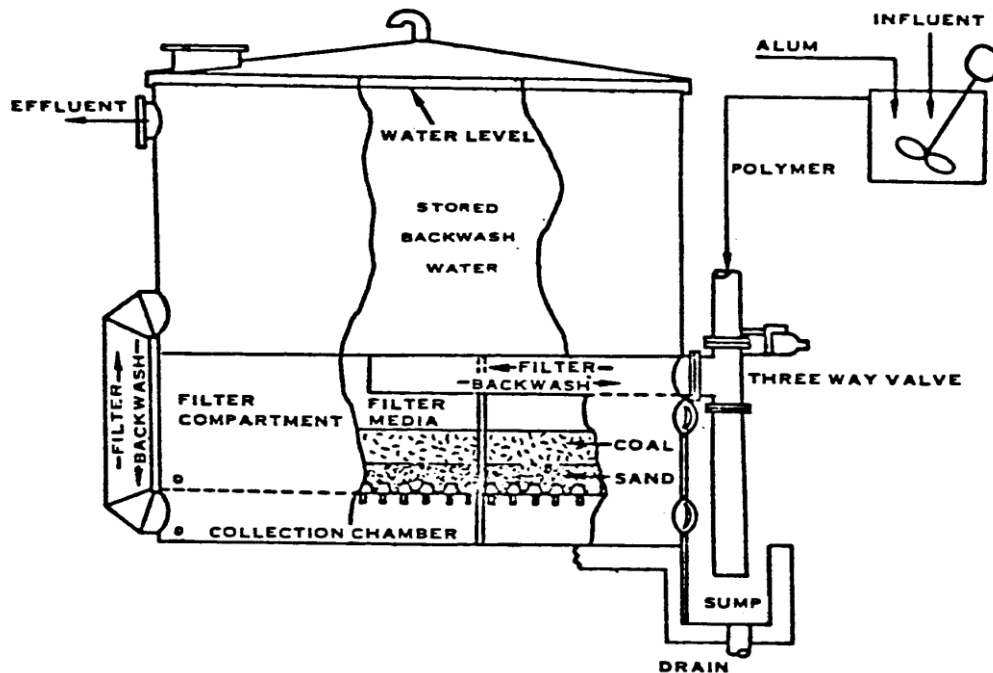 INFLUENT
ALUM
EFFLUENT
WATER LEVEL
POLYMER
STORED
BACKWASH
WATER
FILTER
BACKWASH
THREE WAY VALVE
FILTER
COMPARTMENT
FILTER
MEDIA
FILTER
BACKWASH
COAL
SAND
COLLECTION CHAMBER
SUMP
DRAIN